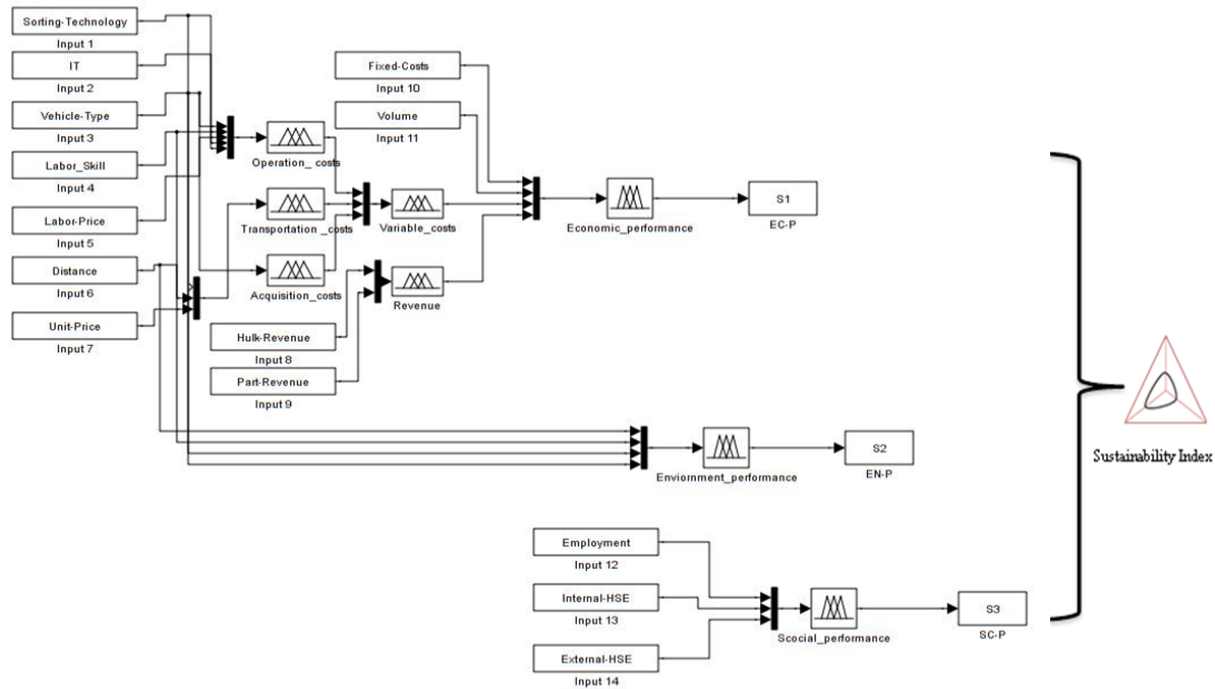 Sorting-Technology
Input 1
IT
Input 2
Vehicle-Type
Input 3
Labor_Skill
Input 4
Labor-Price
Input 5
Distance
Input 6
Unit-Price
Input 7
Fixed-Costs
Input 10
Volume
Input 11
Operation_ costs
Transportation _costs
Acquisition_costs
Variable_costs
Revenue
Hulk-Revenue
Input 8
Part-Revenue
Input 9
Economic_performance
S1
EC-P
Enviornment_performance
S2
EN-P
Employment
Input 12
Internal-HSE
Input 13
External-HSE
Input 14
Scocial_performance
S3
SC-P
Sustainability Index